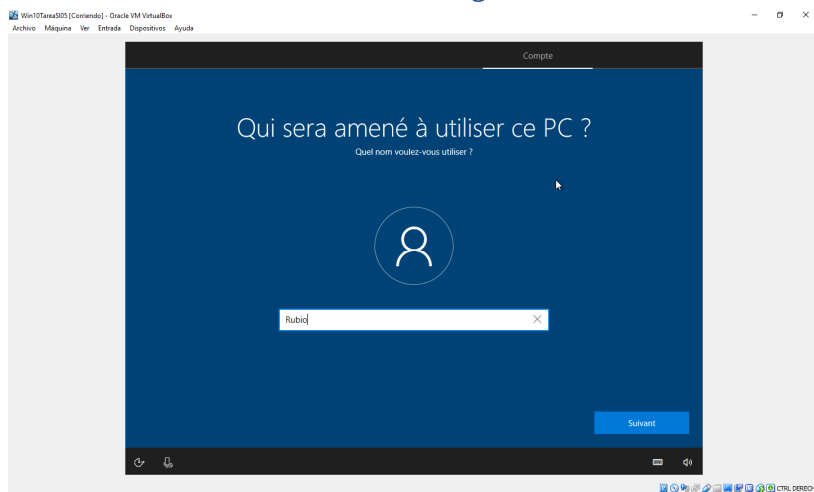 Win10TareaSI05 [Corriendo] - Oracle VM VirtualBox
Archivo Máquina Ver Entrada Dispositivos Ayuda
Compte
Qui sera amené à utiliser ce PC ?
Quel nom voulez-vous utiliser ?
Rubio
Suivant
CTRL DERECH